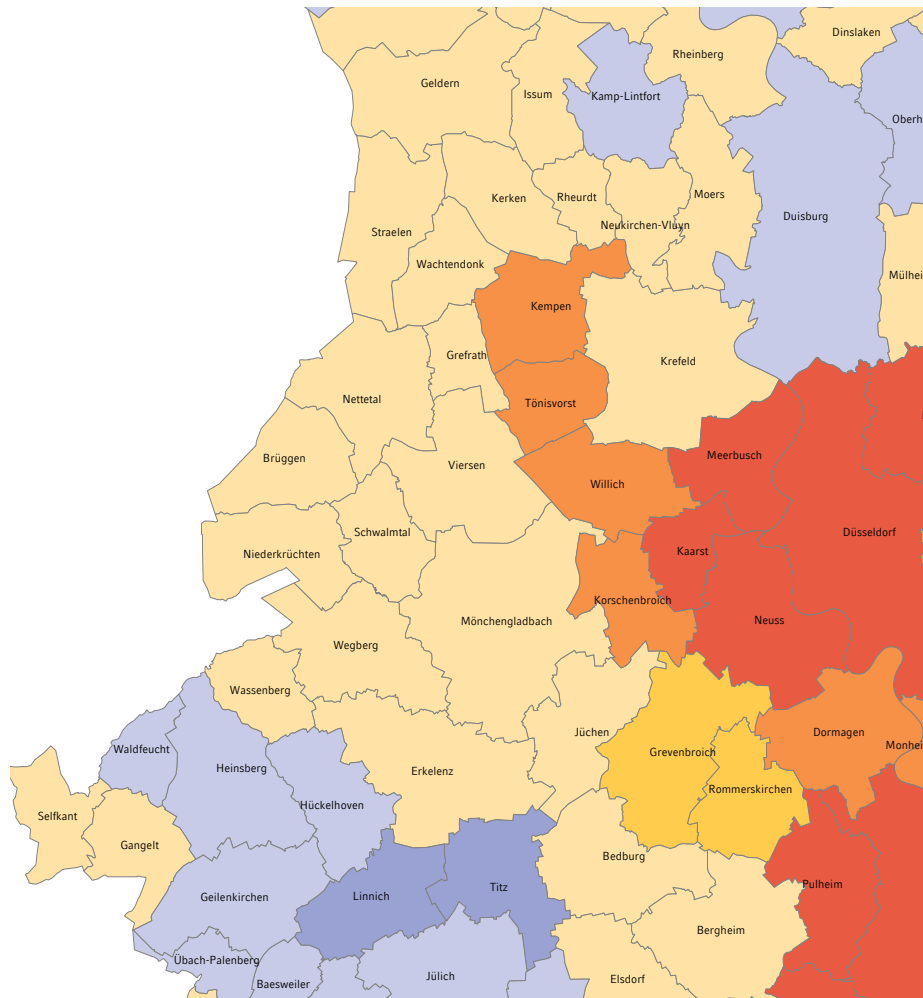 Dinslaken
Rheinberg
Geldern
Issum
Kamp-Lintfort
Oberh
Kerken
Rheurdt
Moers
Duisburg
Neukirchen-Vluyn
Straelen
Wachtendonk
Mülhei
Kempen
Grefrath
Krefeld
Nettetal
Tönisvorst
Meerbusch
Brüggen
Viersen
Willich
Schwalmtal
Düsseldorf
Niederkrüchten
Kaarst
Korschenbroich
Mönchengladbach
Neuss
Wegberg
Wassenberg
Jüchen
Dormagen
Monhei
Waldfeucht
Grevenbroich
Heinsberg
Erkelenz
Rommerskirchen
Hückelhoven
Selfkant
Gangelt
Bedburg
Pulheim
Titz
Linnich
Geilenkirchen
Bergheim
Übach-Palenberg
Jülich
Elsdorf
Baesweiler